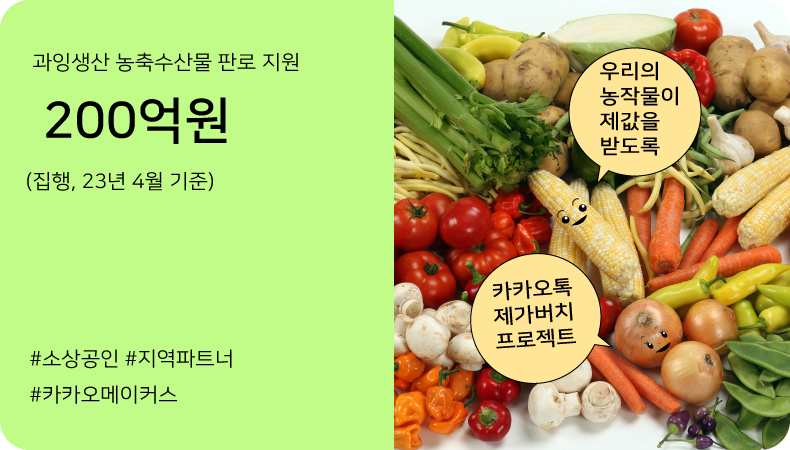 과잉생산 농축수산물 판로 지원
200억원
(집행, 23년 4월 기준)
#소상공인 #지역파트너
#카카오메이커스
우리의
농작물이
제값을
받도록
카카오톡
제가버치
프로젝트